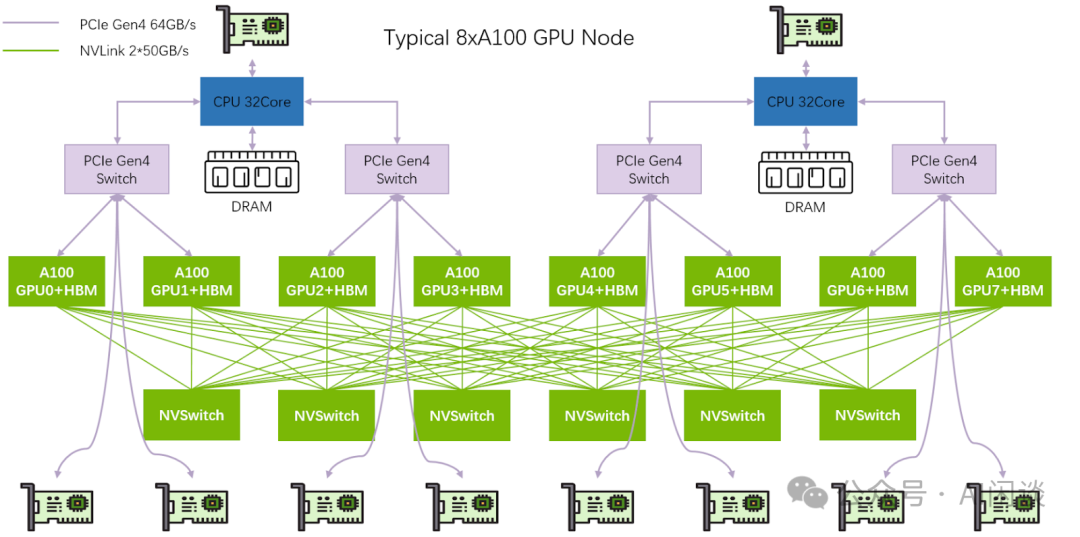 PCIe Gen4 64GB/s
NVLink 2*50GB/s
Typical 8xA100 GPU Node
CPU 32Core
CPU 32Core
PCIe Gen4
Switch
PCIe Gen4
Switch
PCIe Gen4
Switch
PCIe Gen4
Switch
DRAM
DRAM
A100
GPU0+HBM
A100
GPU1+HBM
A100
GPU2+HBM
A100
GPU3+HBM
A100
GPU4+HBM
A100
GPU5+HBM
A100
GPU6+HBM
A100
GPU7+HBM
NVSwitch
NVSwitch
NVSwitch
NVSwitch
NVSwitch
NVSwitch
公众号 · AI闲谈